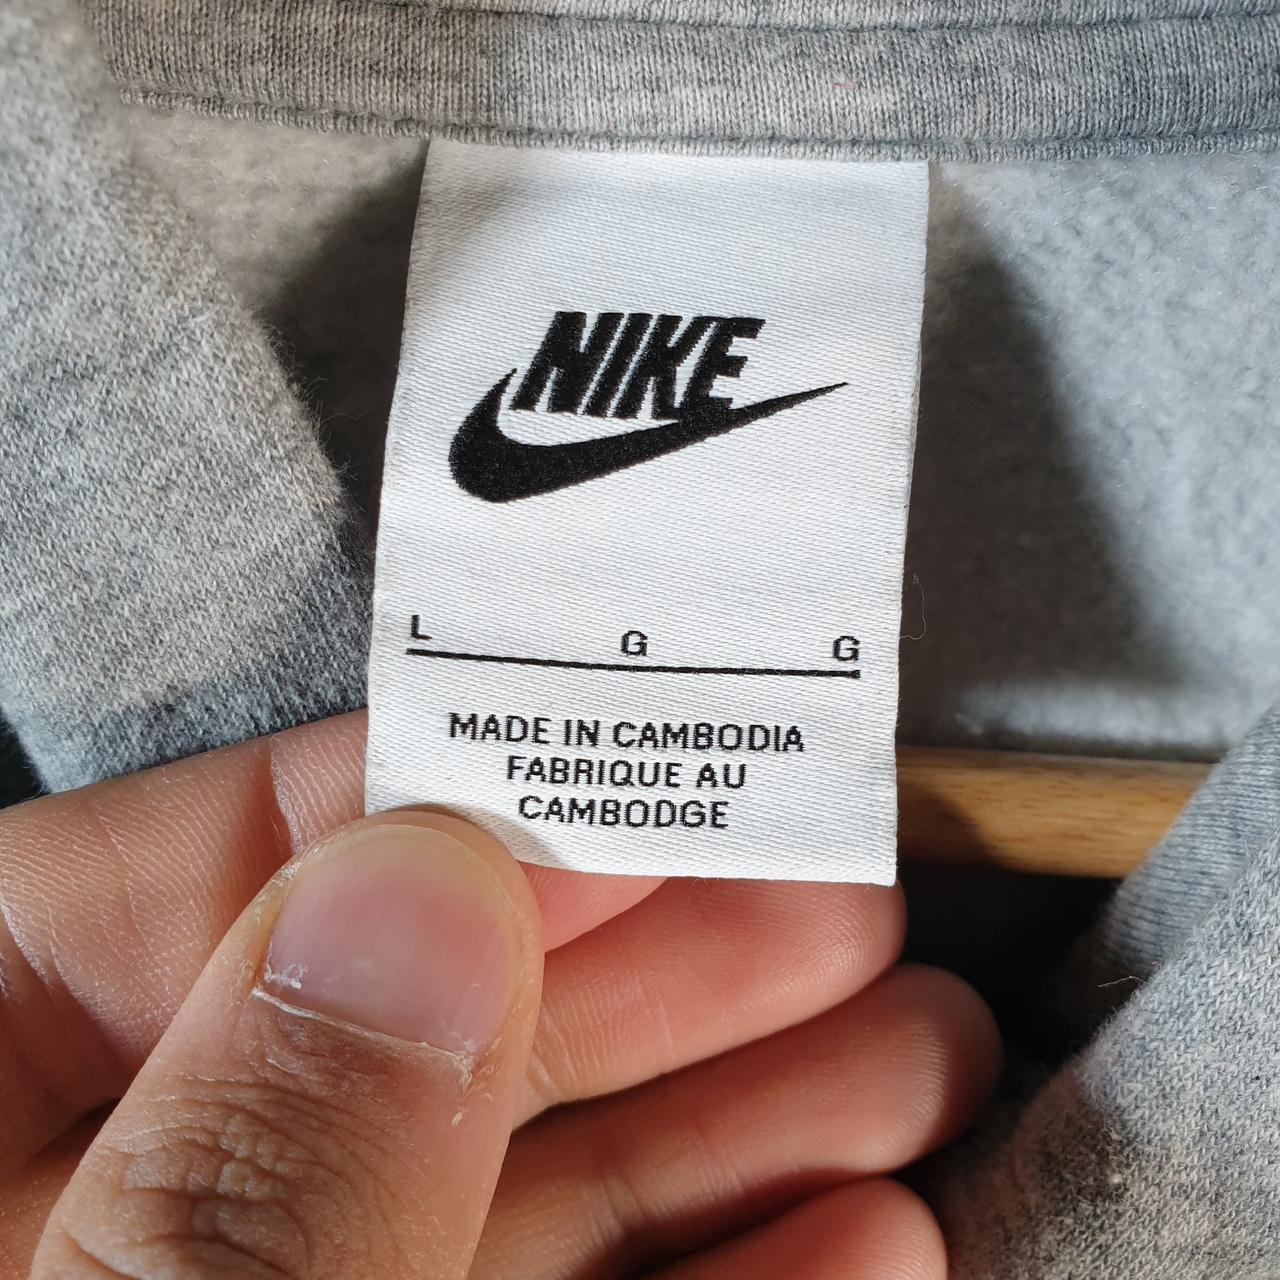 NIKE
L G G
MADE IN CAMBODIA
FABRIQUE AU
CAMBODGE